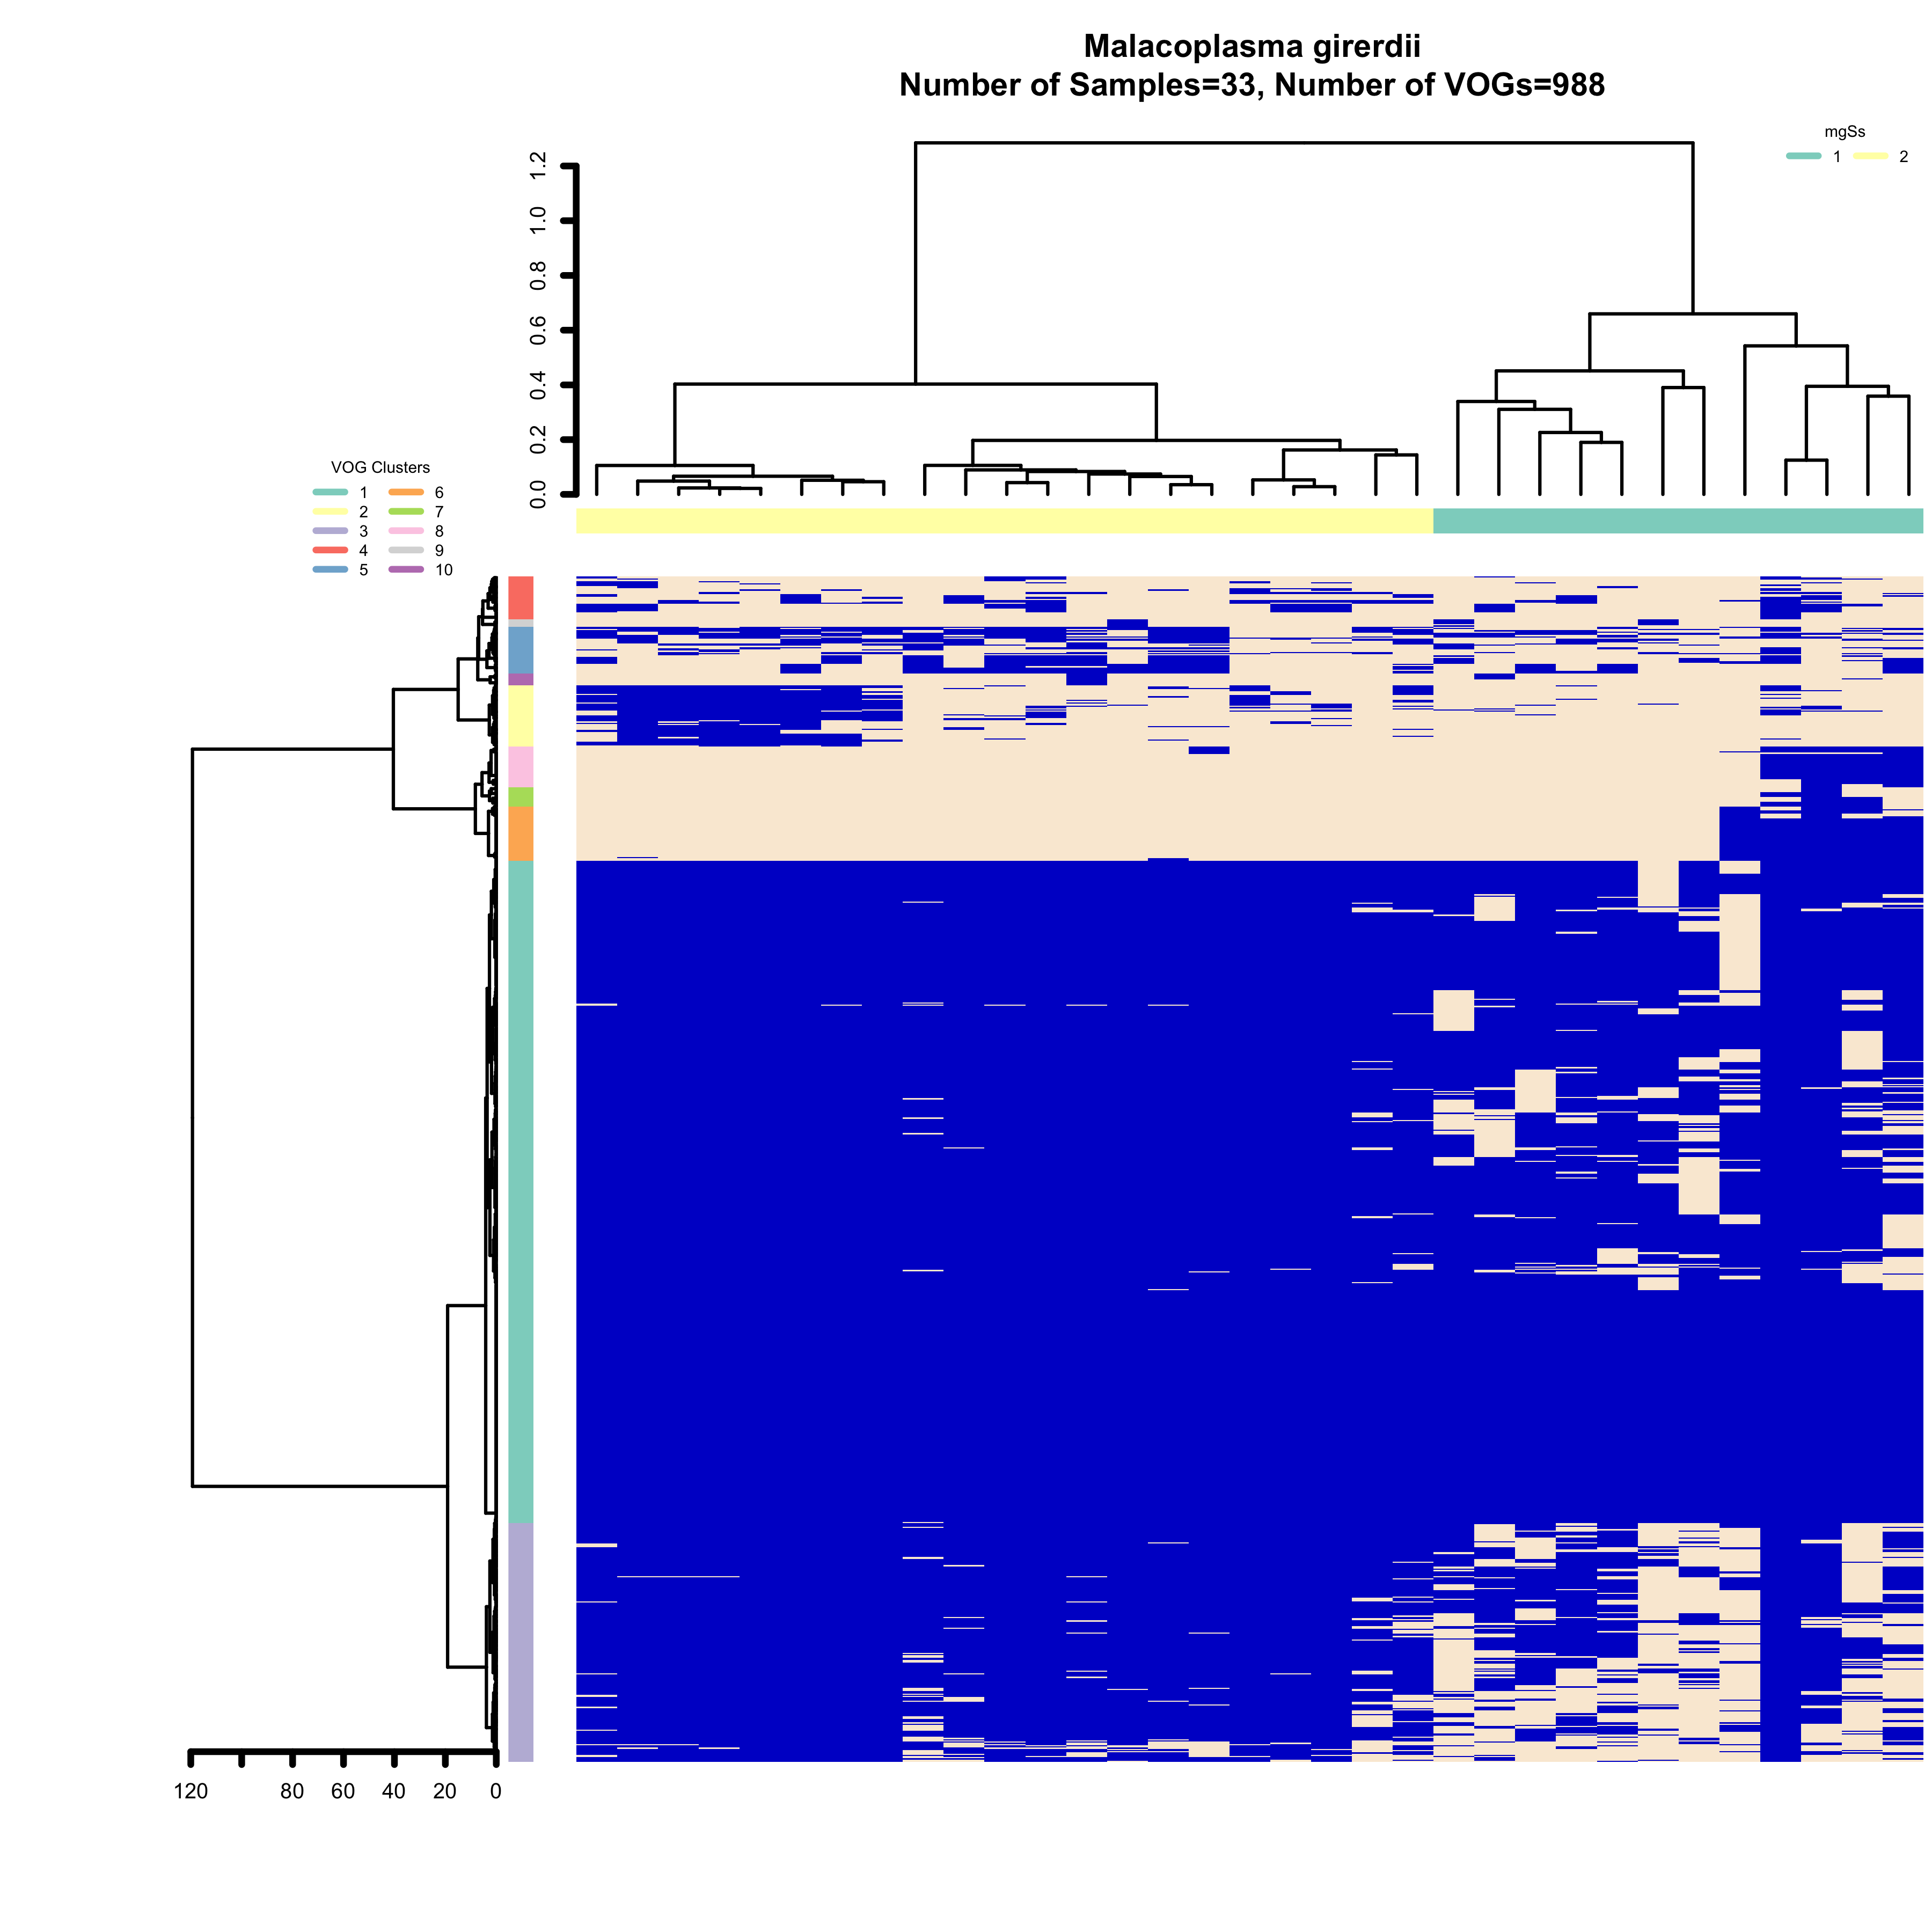 Malacoplasma girerdii
Number of Samples=33, Number of VOGs=988
mgSs
1 2
1.2
1.0
0.8
0.6
0.4
0.2
0.0
VOG Clusters
1 6
2 7
3 8
4 9
5 10
120 80 60 40 20 0